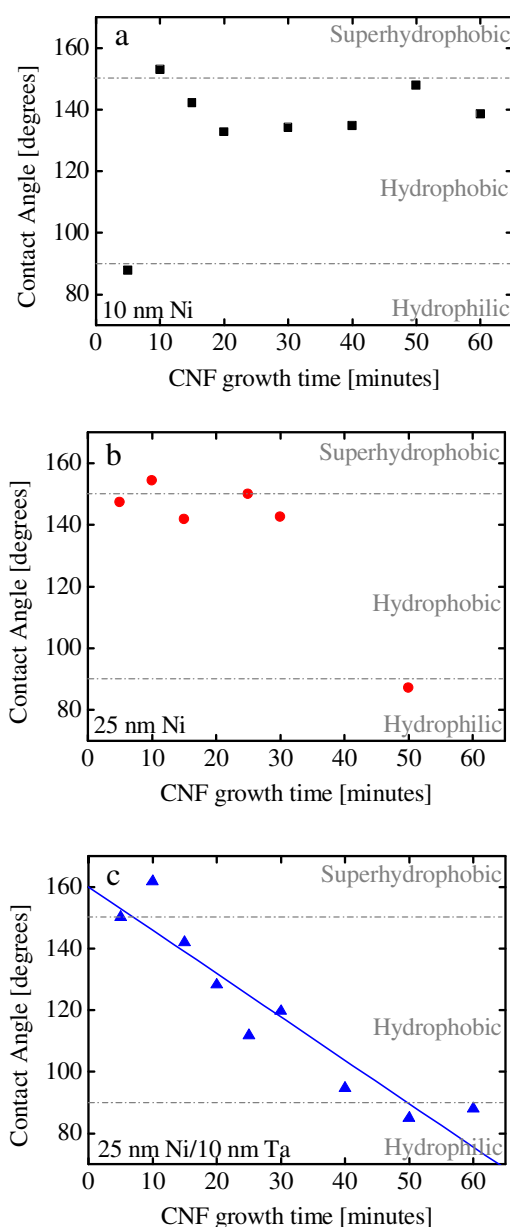 a
Superhydrophobic
160
140
120
100
80
Contact Angle [degrees]
Hydrophobic
10 nm Ni
Hydrophilic
0 10 20 30 40 50 60
CNF growth time [minutes]
b
Superhydrophobic
160
140
120
100
80
Contact Angle [degrees]
Hydrophobic
25 nm Ni
Hydrophilic
0 10 20 30 40 50 60
CNF growth time [minutes]
c
Superhydrophobic
160
140
120
100
80
Contact Angle [degrees]
Hydrophobic
25 nm Ni/10 nm Ta
Hydrophilic
0 10 20 30 40 50 60
CNF growth time [minutes]